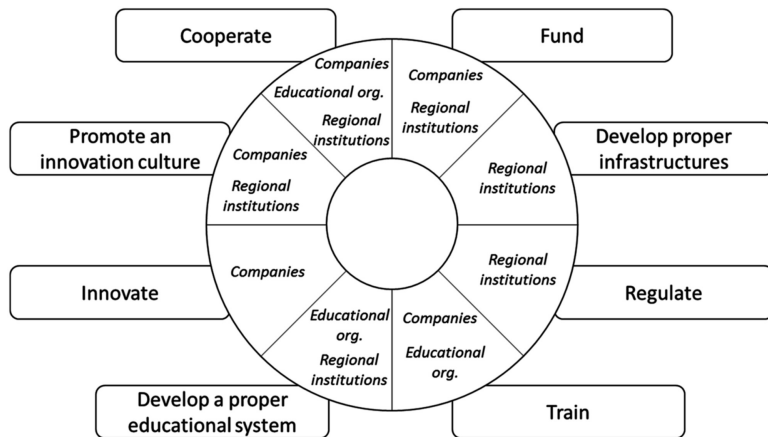 Cooperate
Companies
Educational org.
Regional
institutions
Fund
Companies
Regional
institutions
Promote an
innovation culture
Companies
Regional
institutions
Develop proper
infrastructures
Regional
institutions
Innovate
Companies
Regulate
Regional
institutions
Develop a proper
educational system
Educational
org.
Regional
institutions
Train
Companies
Educational
org.